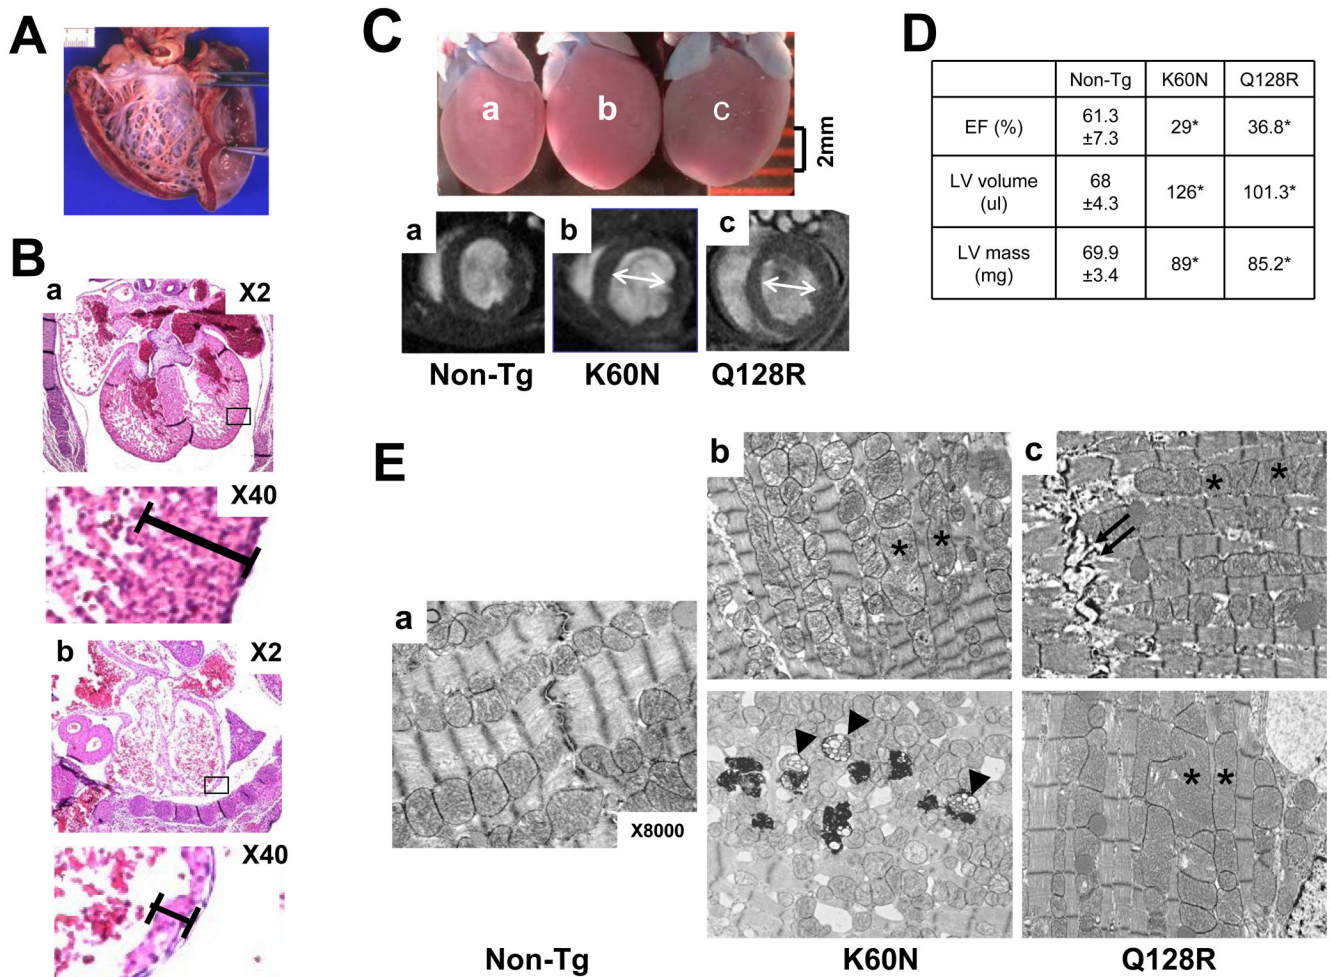 A
B
a
X2
X40
b
X2
X40
C
a b c
2mm
a
b
c
Non-Tg K60N Q128R
D
Non-Tg K60N Q128R
EF (%) 61.3 ±7.3 29* 36.8*
LV volume (ul) 68 ±4.3 126* 101.3*
LV mass (mg) 69.9 ±3.4 89* 85.2*
E
a
X8000
b
* *
c
* *
* *
Non-Tg K60N Q128R